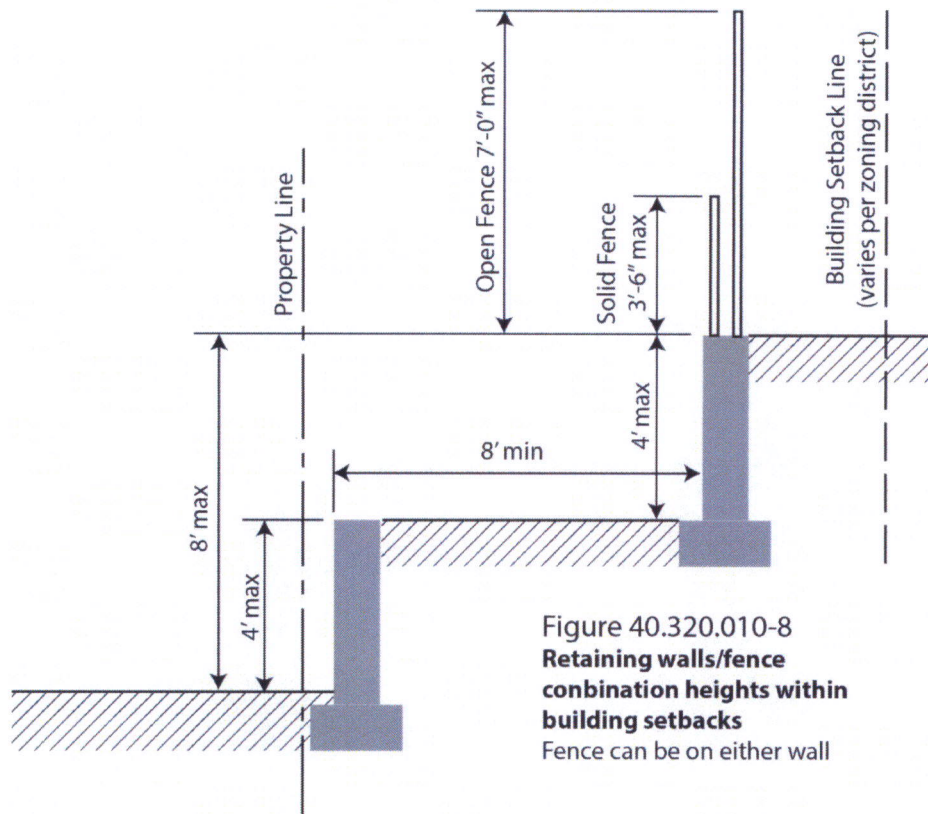 Open Fence 7'-0" max
Property Line
Solid Fence
3'-6" max
Building Setback Line
(varies per zoning district)
8' max
4' max
8' min
4' max
Figure 40.320.010-8
Retaining walls/fence
conbination heights within
building setbacks
Fence can be on either wall